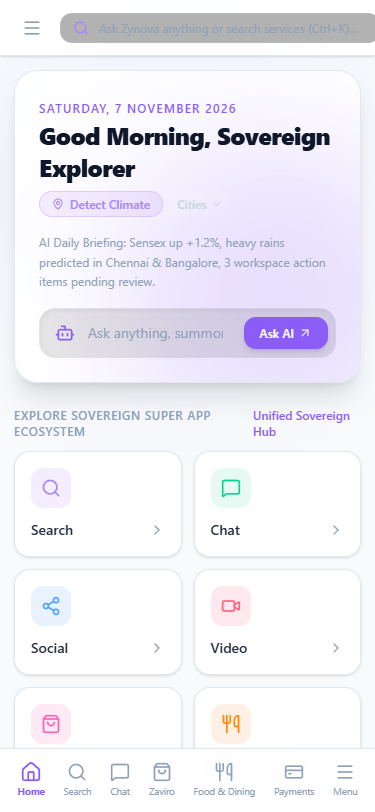 Ask Zynova anything or search services (Ctrl+K)...
SATURDAY, 7 NOVEMBER 2026
Good Morning, Sovereign
Explorer
Detect Climate
Cities
AI Daily Briefing: Sensex up +1.2%, heavy rains
predicted in Chennai & Bangalore, 3 workspace action
items pending review.
Ask anything, summon
Ask AI
EXPLORE SOVEREIGN SUPER APP
ECOSYSTEM
Unified Sovereign
Hub
Search
Chat
Social
Video
Home
Search
Chat
Zaviro
Food & Dining
Payments
Menu